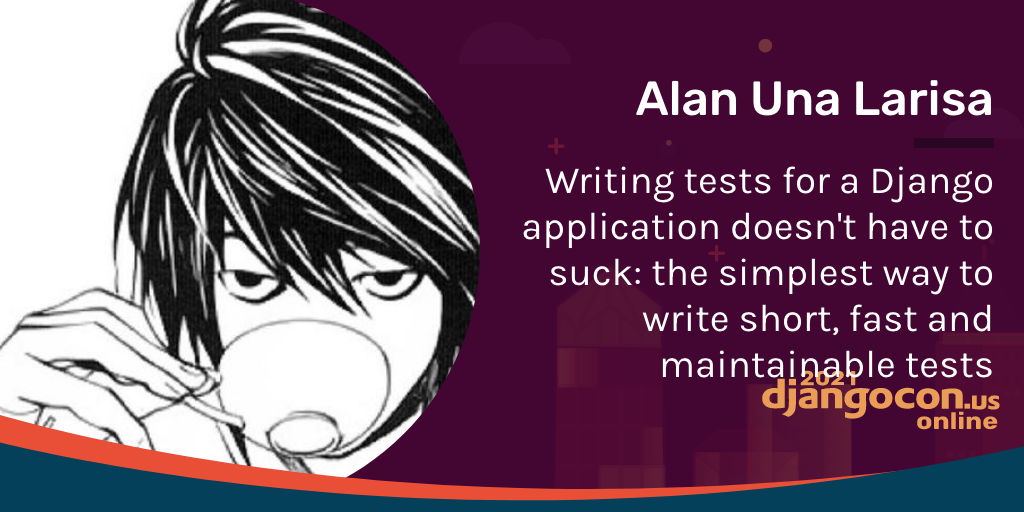 Alan Una Larisa
Writing tests for a Django
application doesn't have to
suck: the simplest way to
write short, fast and
maintainable tests
2021
djangocon.us
online